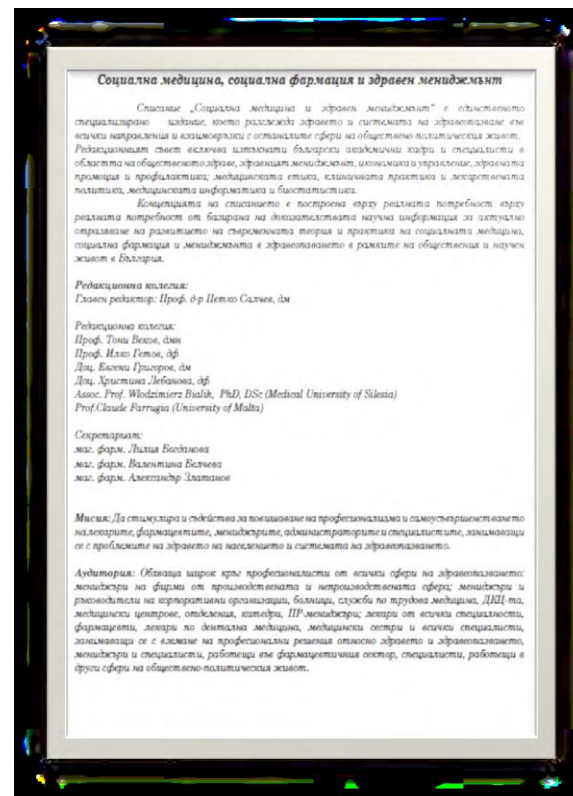 Социална медицина, социална фармация и здравен мениджмънт
Списание „Социална медицина и здравен мениджмънт“ е единственото
специализирано издание, което разглежда здравето и системата на здравеопазване във
всички направления и взаимовръзки с останалите сфери на обществено-политическия живот.
Редакционният съвет включва изтъкнати български академични кадри и специалисти в
областта на общественото здраве, здравният мениджмънт, икономика и управление, здравната
промоция и профилактика; медицинската етика, клиничната практика и лекарствената
политика, медицинската информатика и биостатистика.
Концепцията на списанието е построена върху реалната потребност върху
реалната потребност от базирана на доказателствата научна информация за актуално
отразяване на развитието на съвременната теория и практика на социалната медицина,
социална фармация и мениджмънта в здравеопаването в рамките на обществения и научен
живот в България.
Редакционна колегия:
Главен редактор: Проф. д-р Петко Салчев, дм
Редакционна колегия:
Проф. Тони Веков, дмн
Проф. Илко Гетов, дф
Доц. Евгени Григоров, дм
Доц. Христина Лебанова, дф
Assoc. Prof. Wlodzimierz Bialik, PhD, DSc (Medical University of Silesia)
Prof.Claude Farrugia (University of Malta)
Секретариат:
маг. фарм. Лилия Богданова
маг. фарм. Валентина Белчева
маг. фарм. Александър Златанов
Мисия: Да стимулира и съдейства за повишаване на професионализма и самоусъвършенстването
на лекарите, фармацевтите, мениджърите, администраторите и специалистите, занимаващи
се с проблемите на здравето на населението и системата на здравеопазването.
Аудитория: Обхваща широк кръг професионалисти от всички сфери на здравеопазването:
мениджъри на фирми от производствената и непроизводствената сфера; мениджъри и
ръководители на корпоративни организации, болници, служби по трудова медицина, ДКЦ-та,
медицински центрове, отделения, катедри, ПР-мениджъри; лекари от всички специалности,
фармацевти, лекари по дентална медицина, медицински сестри и всички специалисти,
занимаващи се с вземане на професионални решения относно здравето и здравеопазването,
мениджъри и специалисти, работещи във фармацевтичния сектор, специалисти, работещи в
други сфери на обществено-политическия живот.